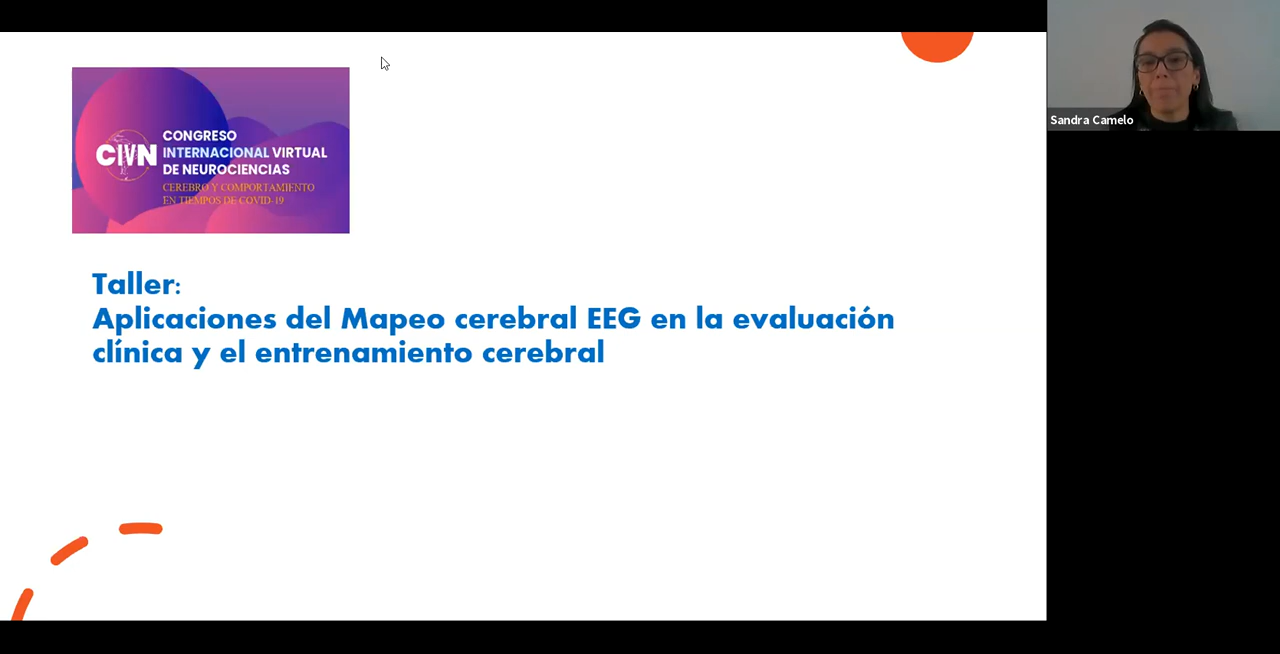 CIVN
CONGRESO
INTERNACIONAL VIRTUAL
DE NEUROCIENCIAS
CEREBRO Y COMPORTAMIENTO
EN TIEMPOS DE COVID-19
Taller:
Aplicaciones del Mapeo cerebral EEG en la evaluación
clínica y el entrenamiento cerebral
Sandra Camelo